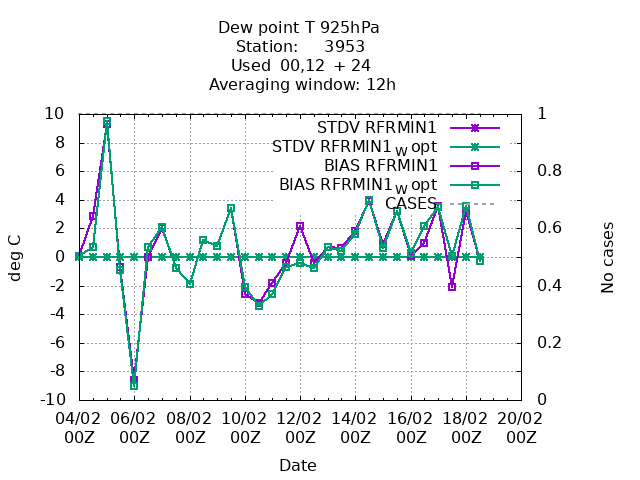 Dew point T 925hPa
Station: 3953
Used 00,12 + 24
Averaging window: 12h
10 1
STDV RFRMIN1
8
STDV RFRMIN1w opt
6 0.8
BIAS RFRMIN1
BIAS RFRMIN1w opt
4
CASES
2 0.6
0
-2 0.4
-4
-6 0.2
-8
-10 0
deg C
No cases
04/02 06/02 08/02 10/02 12/02 14/02 16/02 18/02 20/02
00Z 00Z 00Z 00Z 00Z 00Z 00Z 00Z 00Z
Date